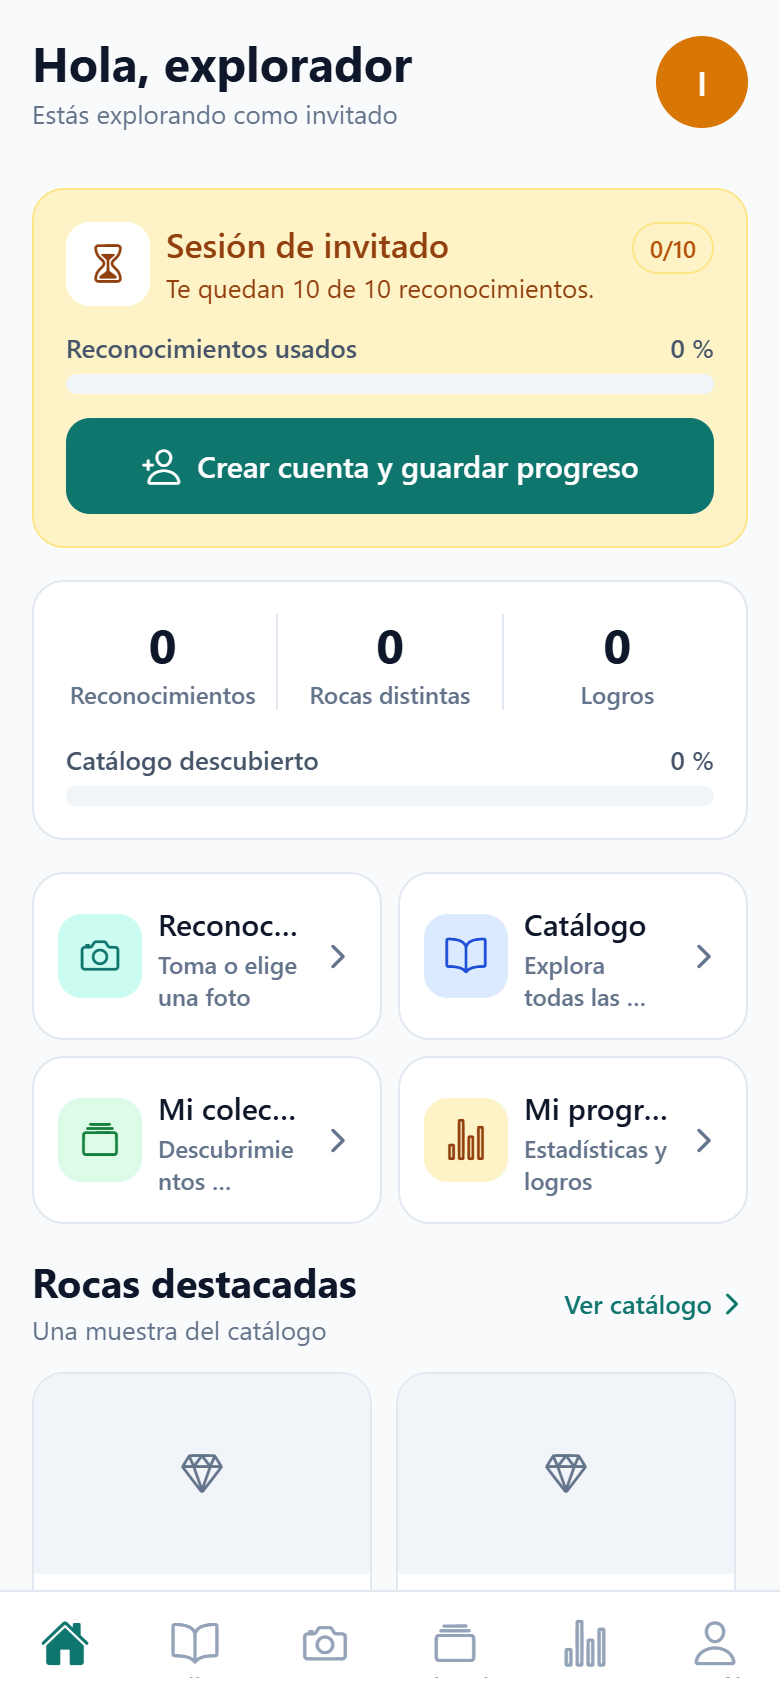 Hola, explorador
Estás explorando como invitado
I
Sesión de invitado
0/10
Te quedan 10 de 10 reconocimientos.
Reconocimientos usados
0 %
Crear cuenta y guardar progreso
0
0
0
Reconocimientos
Rocas distintas
Logros
Catálogo descubierto
0 %
Reconoc...
Toma o elige
una foto
Catálogo
Explora
todas las ...
Mi colec...
Descubrimie
ntos ...
Mi progr...
Estadísticas y
logros
Rocas destacadas
Una muestra del catálogo
Ver catálogo